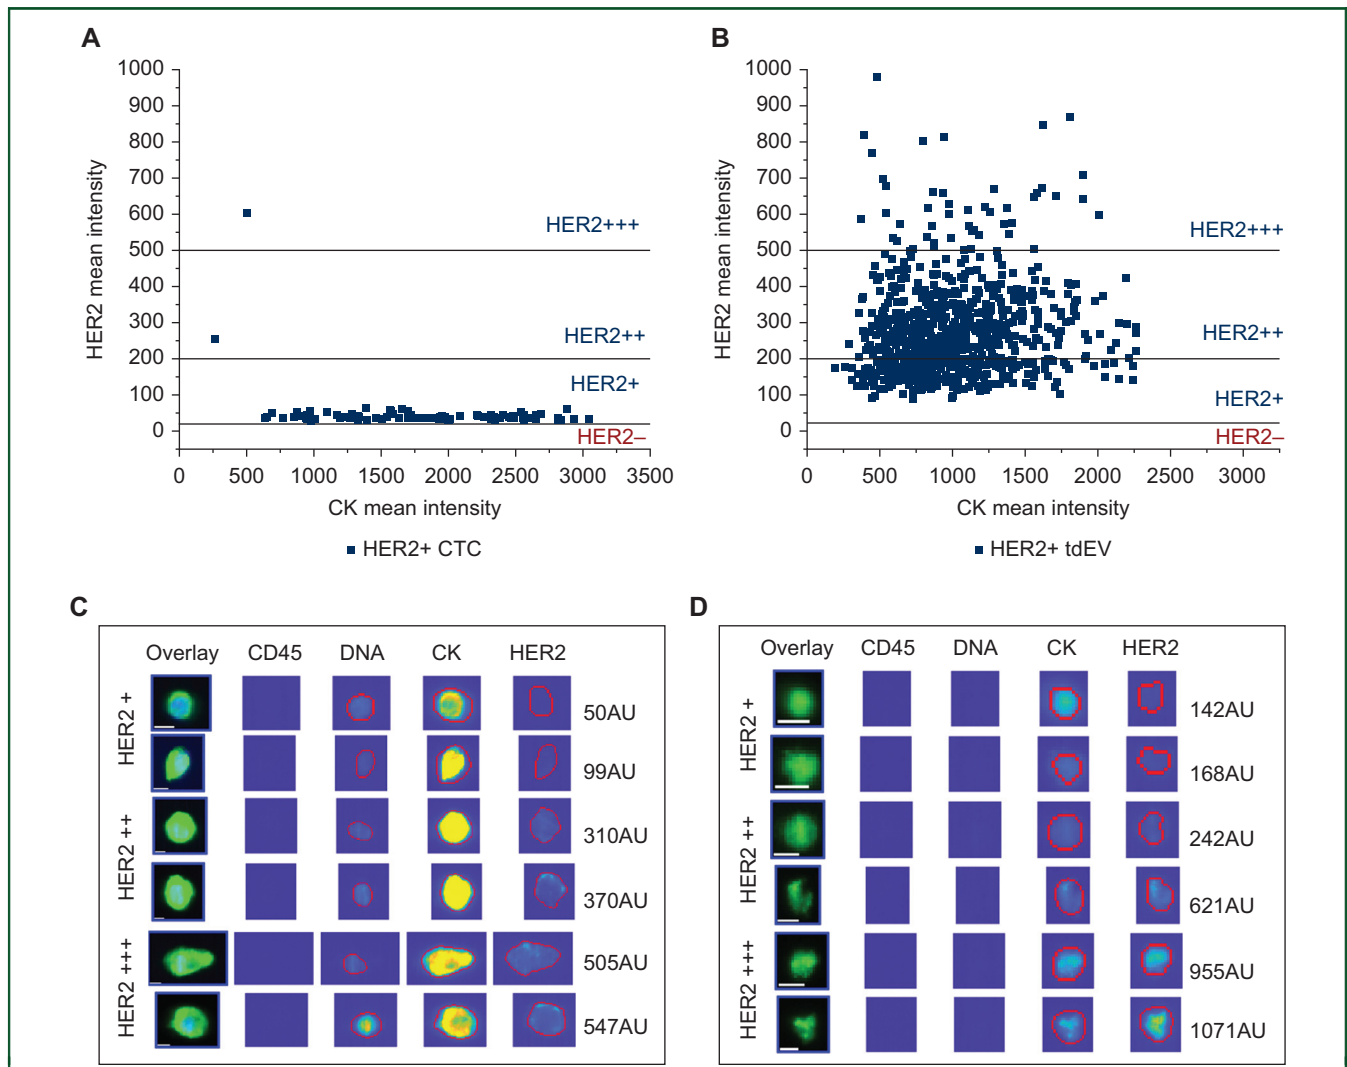 A
1000
900
800
700
600
500
400
300
200
100
0
HER2 mean intensity
HER2+++
HER2++
HER2+
HER2–
0 500 1000 1500 2000 2500 3000 3500
CK mean intensity
HER2+ CTC
B
1000
900
800
700
600
500
400
300
200
100
0
HER2 mean intensity
HER2+++
HER2++
HER2+
HER2–
0 500 1000 1500 2000 2500 3000
CK mean intensity
HER2+ tdEV
C
Overlay CD45 DNA CK HER2
HER2 +
50AU
99AU
HER2 ++
310AU
370AU
HER2 +++
505AU
547AU
D
Overlay CD45 DNA CK HER2
HER2 +
142AU
168AU
HER2 ++
242AU
621AU
HER2 +++
955AU
1071AU